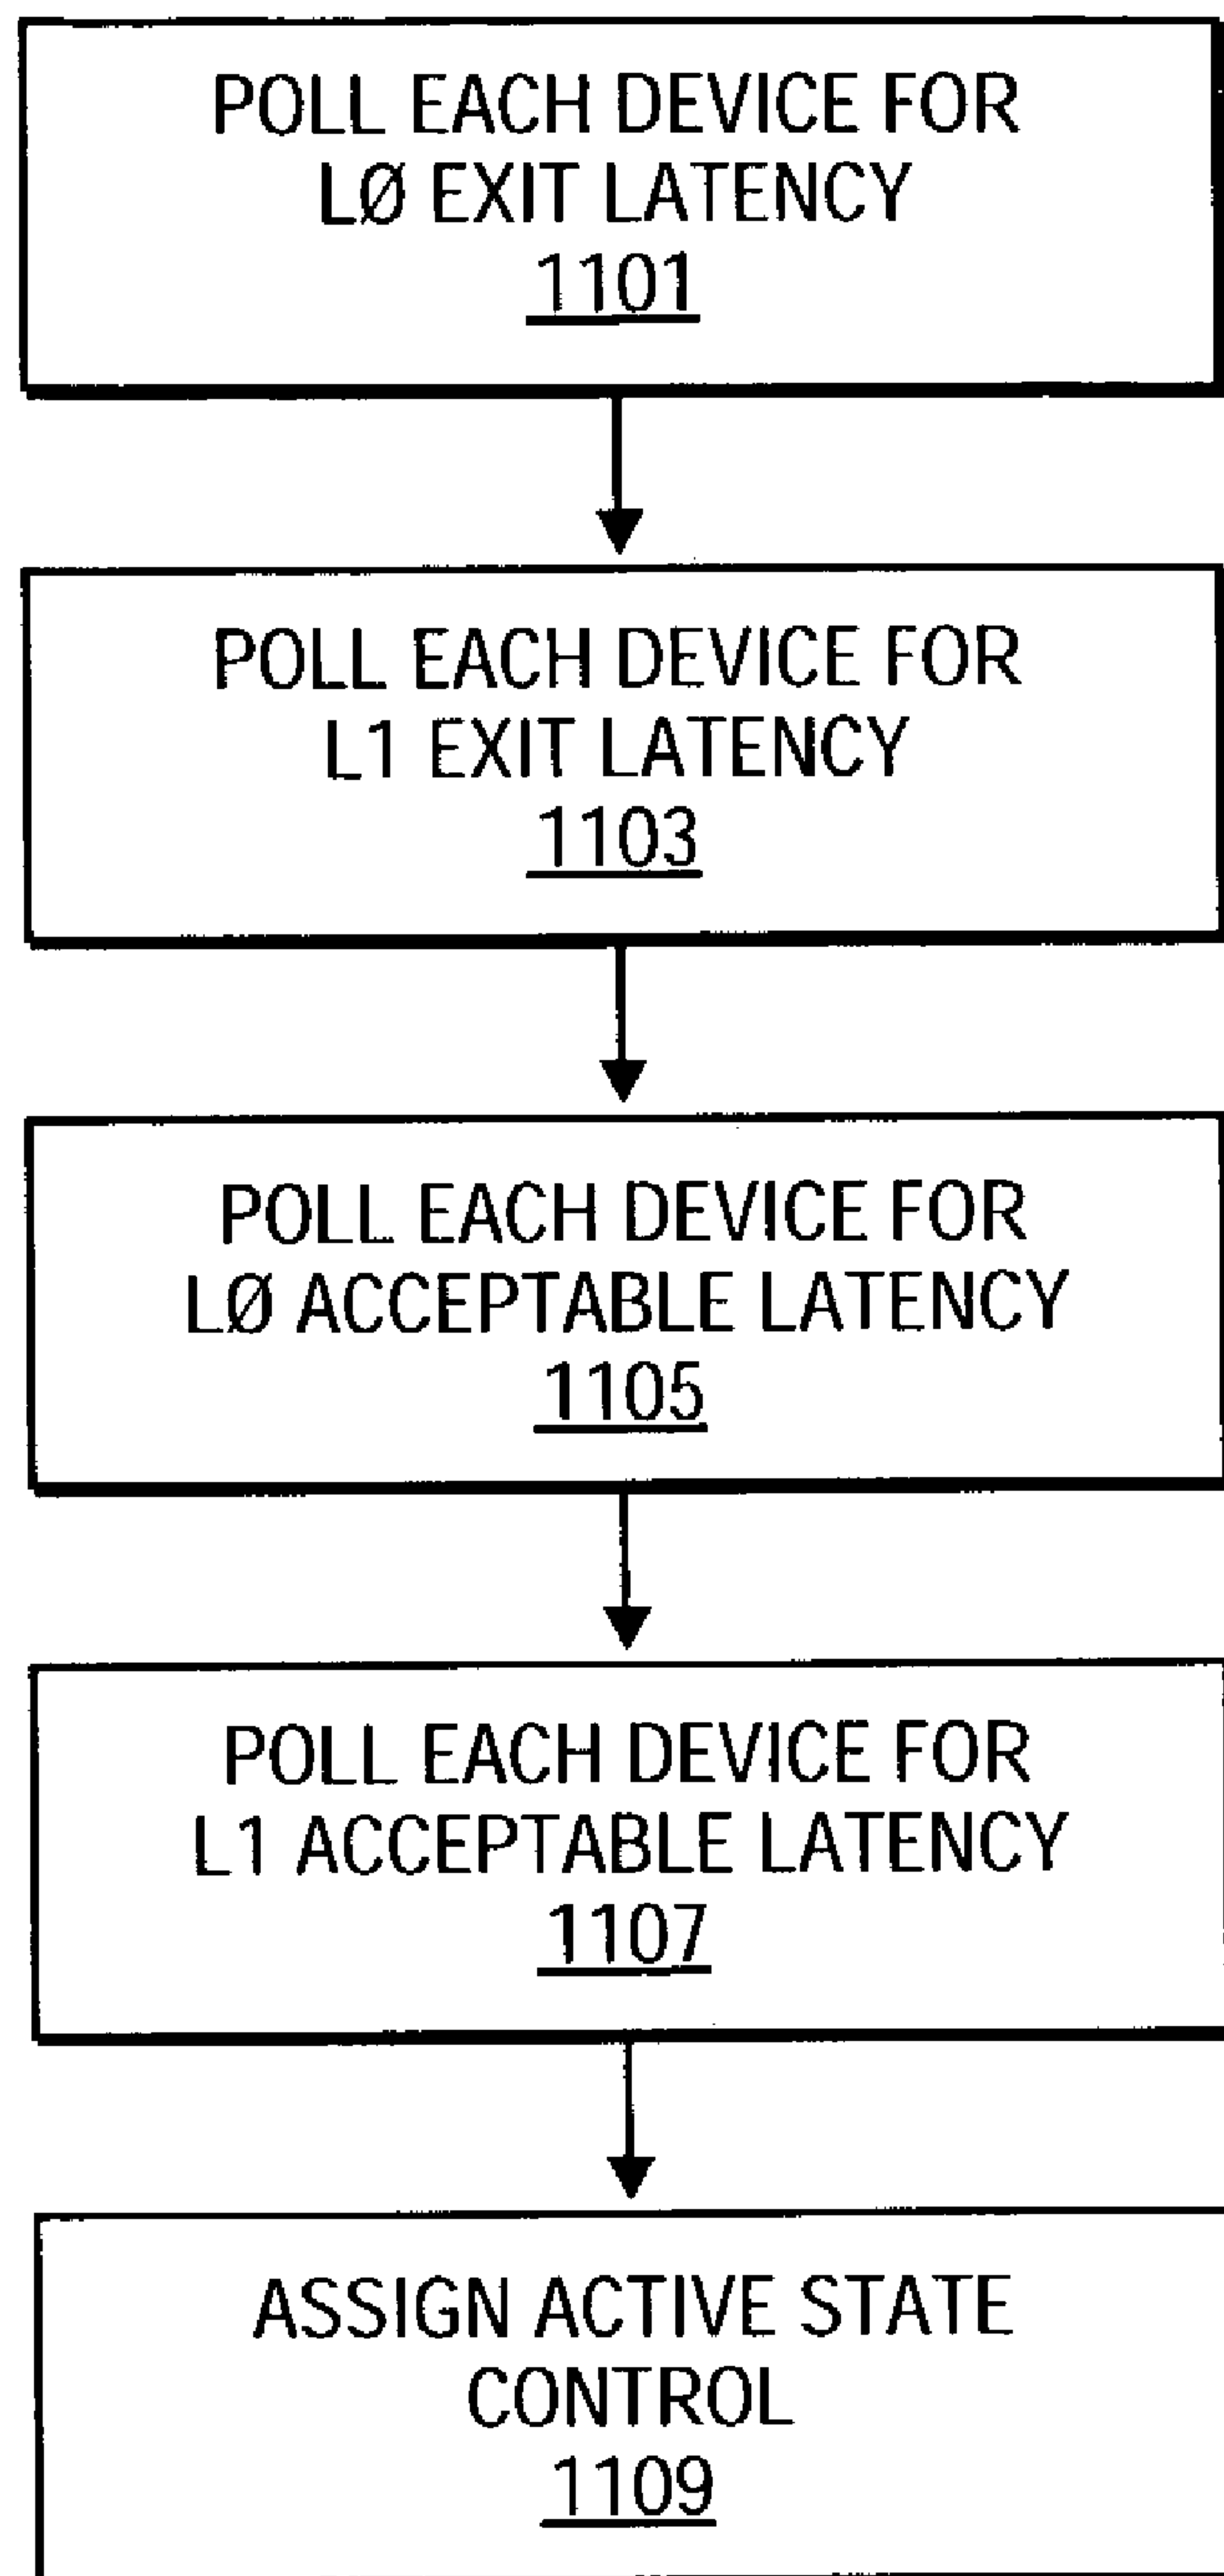 POLL EACH DEVICE FOR
LØ EXIT LATENCY
1101
POLL EACH DEVICE FOR
L1 EXIT LATENCY
1103
POLL EACH DEVICE FOR
LØ ACCEPTABLE LATENCY
1105
POLL EACH DEVICE FOR
L1 ACCEPTABLE LATENCY
1107
ASSIGN ACTIVE STATE
CONTROL
1109